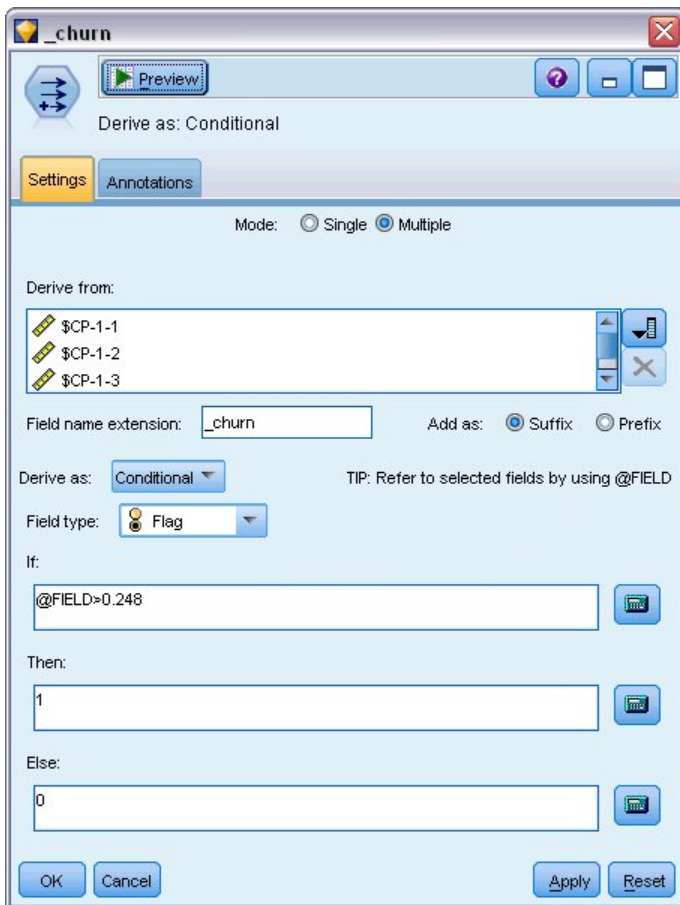 _churn
Preview
Derive as: Conditional
Settings Annotations
Mode: Single Multiple
Derive from:
$CP-1-1
$CP-1-2
$CP-1-3
Field name extension: _churn Add as: Suffix Prefix
Derive as: Conditional TIP: Refer to selected fields by using @FIELD
Field type: Flag
If:
@FIELD>0.248
Then:
1
Else:
0
OK Cancel Apply Reset